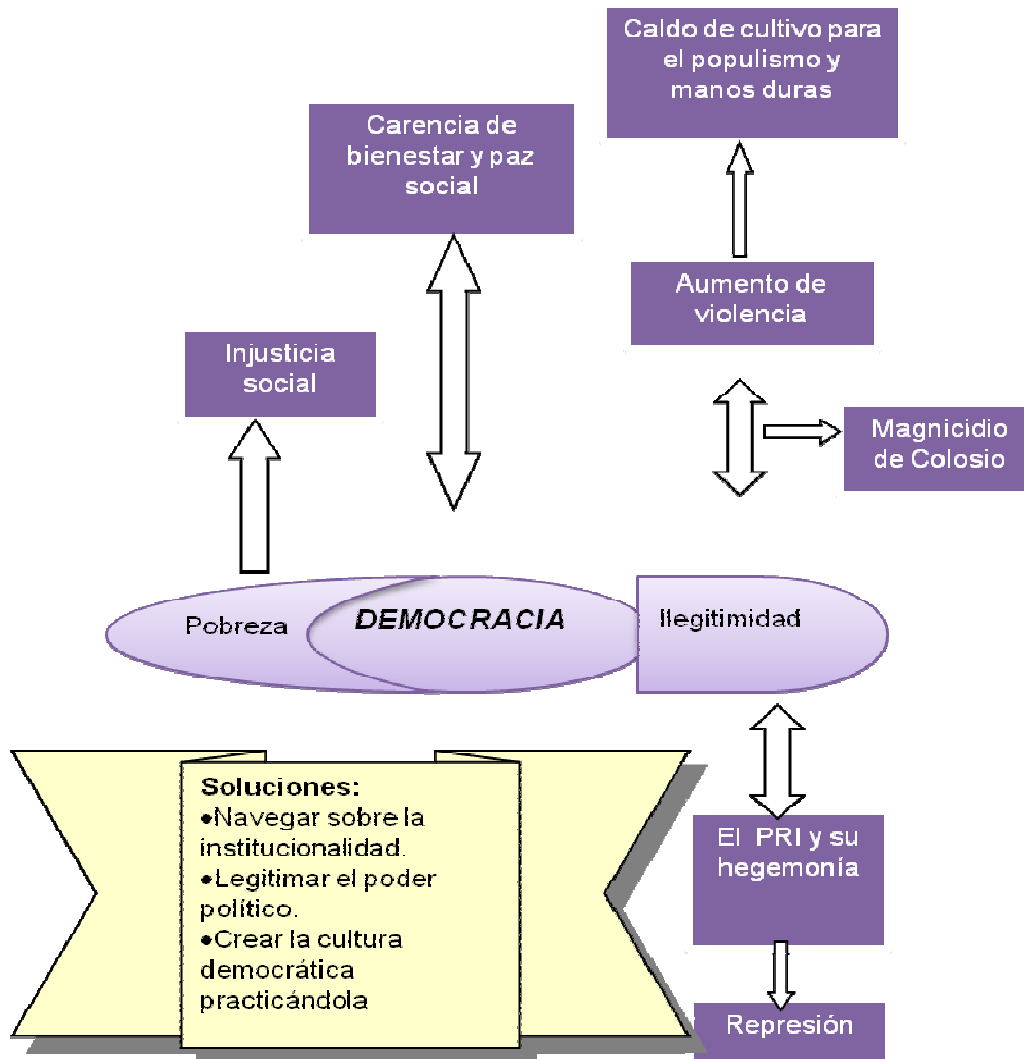 Caldo de cultivo para
el populismo y
manos duras
Carencia de
bienestar y paz
social
Aumento de
violencia
Injusticia
social
Magnicidio
de Colosio
Pobreza
DEMOCRACIA
Ilegitimidad
Soluciones:
•Navegar sobre la
institucionalidad.
•Legitimar el poder
político.
•Crear la cultura
democrática
practicándola
El PRI y su
hegemonía
Represión